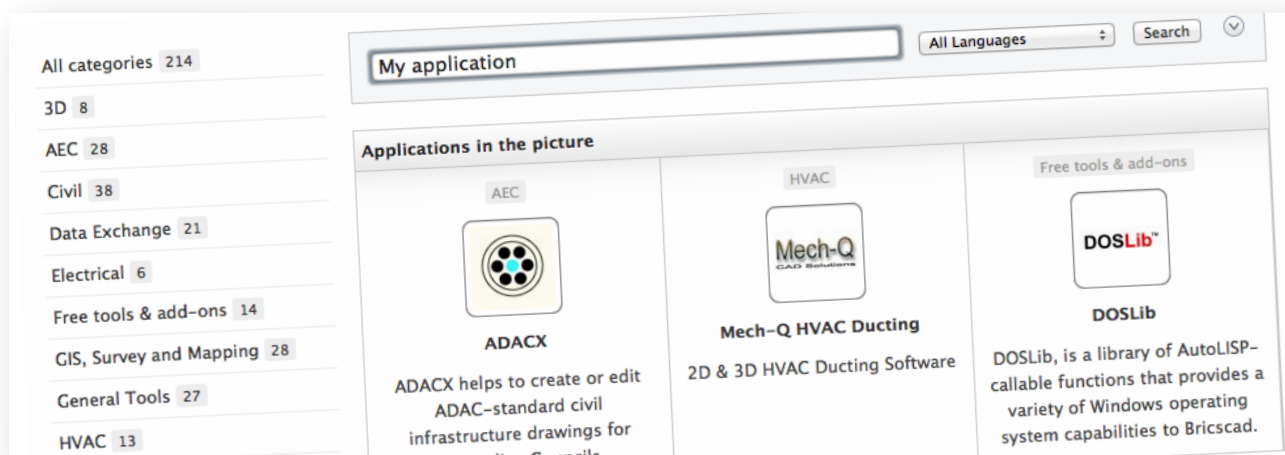 All categories 214
3D 8
AEC 28
Civil 38
Data Exchange 21
Electrical 6
Free tools & add-ons 14
GIS, Survey and Mapping 28
General Tools 27
HVAC 13
My application
All Languages
Search
Applications in the picture
AEC
ADACX
ADACX helps to create or edit
ADAC-standard civil
infrastructure drawings for
Councils
HVAC
Mech-Q
CAD Solutions
Mech-Q HVAC Ducting
2D & 3D HVAC Ducting Software
Free tools & add-ons
DOSLib™
DOSLib
DOSLib, is a library of AutoLISP-
callable functions that provides a
variety of Windows operating
system capabilities to Bricscad.